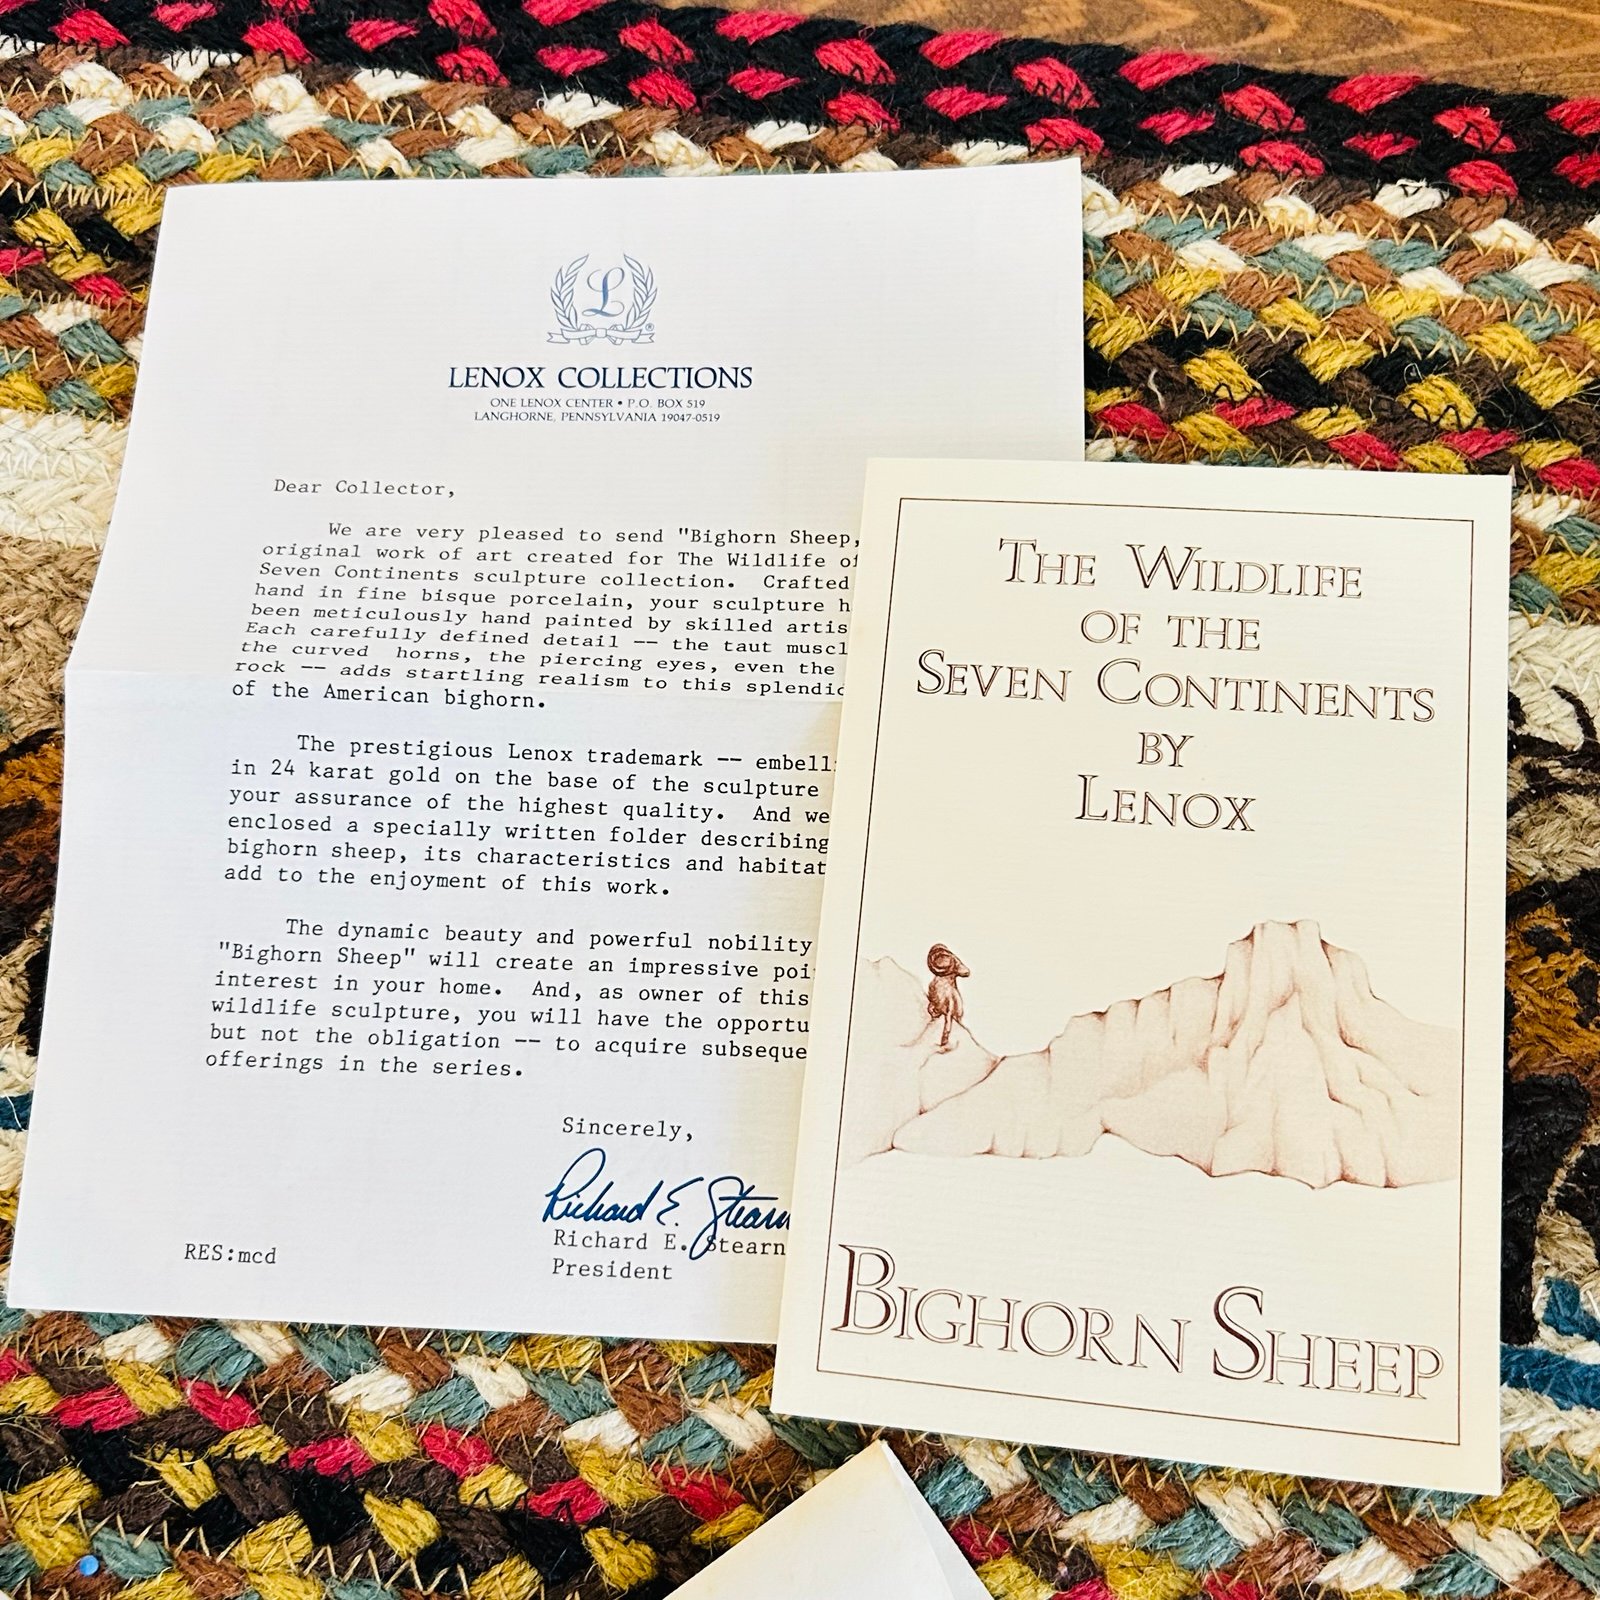 L
LENOX COLLECTIONS
ONE LENOX CENTER • P.O. BOX 519
LANGHORNE, PENNSYLVANIA 19047-0519
Dear Collector,
We are very pleased to send "Bighorn Sheep,
original work of art created for The Wildlife of
Seven Continents sculpture collection. Crafted
hand in fine bisque porcelain, your sculpture h
been meticulously hand painted by skilled artis
Each carefully defined detail -- the taut muscl
the curved horns, the piercing eyes, even the
rock -- adds startling realism to this splendid
of the American bighorn.
The prestigious Lenox trademark -- embell
in 24 karat gold on the base of the sculpture
your assurance of the highest quality. And we
enclosed a specially written folder describing
bighorn sheep, its characteristics and habitat
add to the enjoyment of this work.
The dynamic beauty and powerful nobility
"Bighorn Sheep" will create an impressive poi
interest in your home. And, as owner of this
wildlife sculpture, you will have the opportu
but not the obligation -- to acquire subseque
offerings in the series.
Sincerely,
Richard E. Stearn
Richard E. Stearn
President
RES:mcd
THE WILDLIFE
OF THE
SEVEN CONTINENTS
BY
LENOX
BIGHORN SHEEP